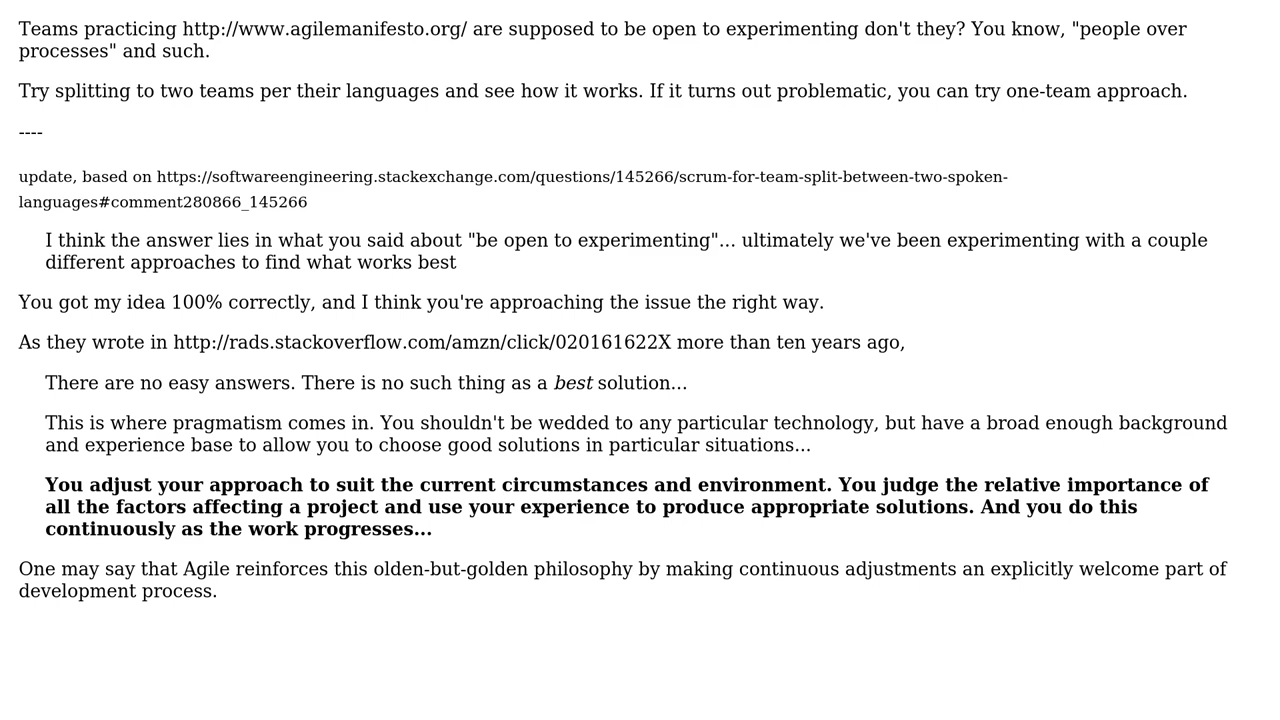 Teams practicing http://www.agilemanifesto.org/ are supposed to be open to experimenting don't they? You know, "people over
processes" and such.
Try splitting to two teams per their languages and see how it works. If it turns out problematic, you can try one-team approach.
----
update, based on https://softwareengineering.stackexchange.com/questions/145266/scrum-for-team-split-between-two-spoken-
languages#comment280866_145266
I think the answer lies in what you said about "be open to experimenting"... ultimately we've been experimenting with a couple
different approaches to find what works best
You got my idea 100% correctly, and I think you're approaching the issue the right way.
As they wrote in http://rads.stackoverflow.com/amzn/click/020161622X more than ten years ago,
There are no easy answers. There is no such thing as a best solution...
This is where pragmatism comes in. You shouldn't be wedded to any particular technology, but have a broad enough background
and experience base to allow you to choose good solutions in particular situations...
You adjust your approach to suit the current circumstances and environment. You judge the relative importance of
all the factors affecting a project and use your experience to produce appropriate solutions. And you do this
continuously as the work progresses...
One may say that Agile reinforces this olden-but-golden philosophy by making continuous adjustments an explicitly welcome part of
development process.